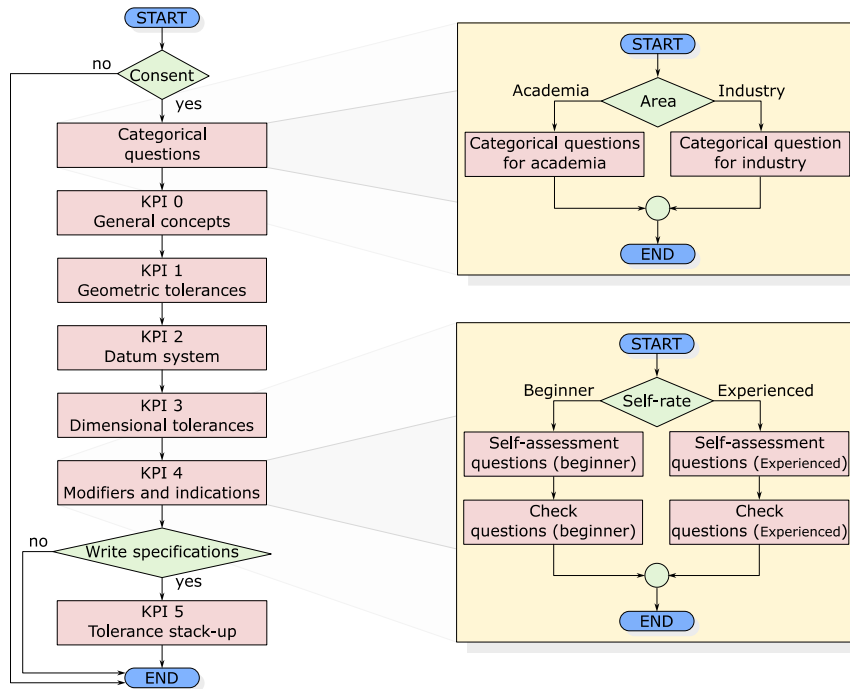 START
no
Consent
yes
Categorical
questions
KPI 0
General concepts
KPI 1
Geometric tolerances
KPI 2
Datum system
KPI 3
Dimensional tolerances
KPI 4
Modifiers and indications
no
Write specifications
yes
KPI 5
Tolerance stack-up
END
START
Academia
Industry
Area
Categorical questions
for academia
Categorical question
for industry
END
START
Beginner
Experienced
Self-rate
Self-assessment
questions (beginner)
Self-assessment
questions (Experienced)
Check
questions (beginner)
Check
questions (Experienced)
END